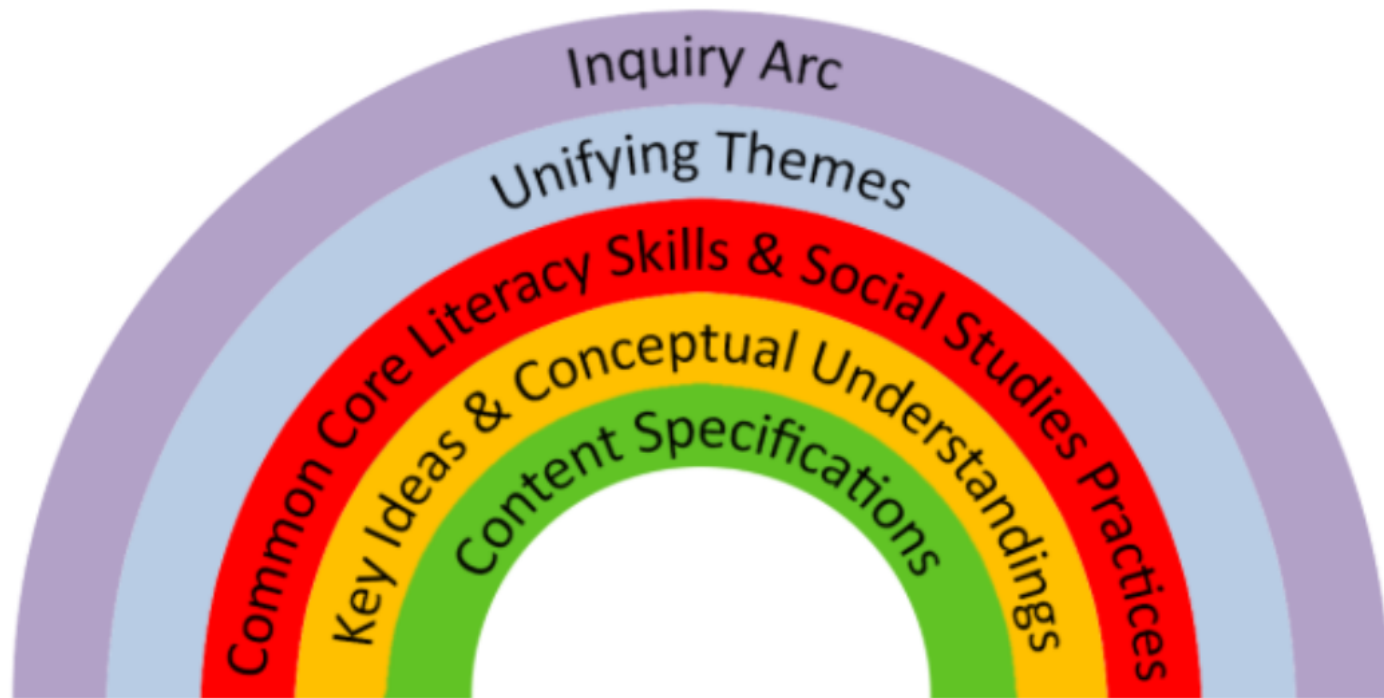 Inquiry Arc
Unifying Themes
Common Core Literacy Skills & Social Studies Practices
Key Ideas & Conceptual Understandings
Content Specifications